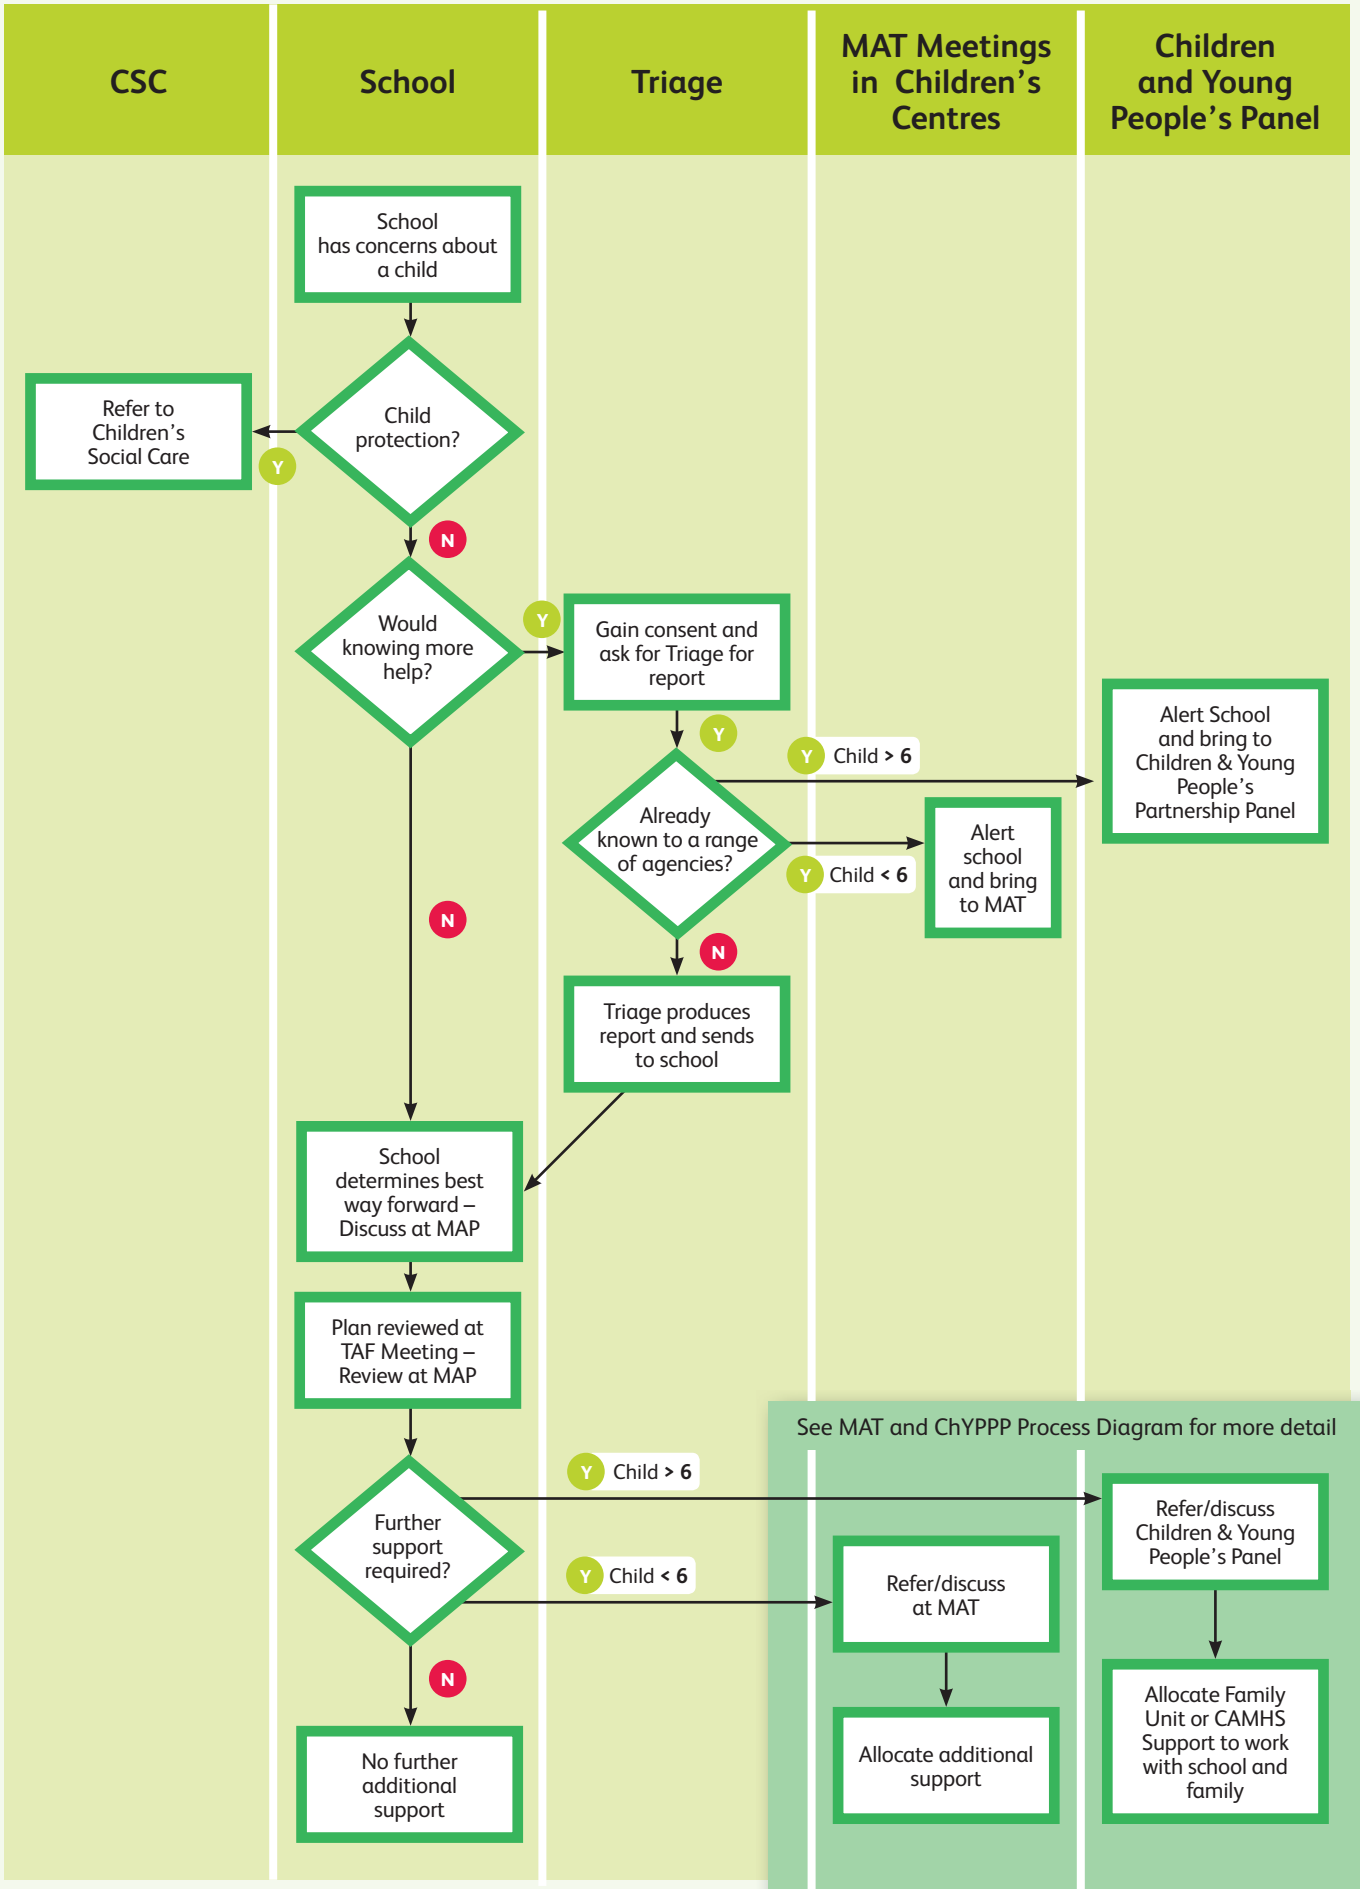 CSC
School
Triage
MAT Meetings
in Children's
Centres
Children
and Young
People's Panel
School
has concerns about
a child
Child
protection?
Refer to
Children's
Social Care
Y
N
Would
knowing more
help?
Y
Gain consent and
ask for Triage for
report
Y
Already
known to a range
of agencies?
Y
Child > 6
Alert School
and bring to
Children & Young
People's
Partnership Panel
Y
Child < 6
Alert
school
and bring
to MAT
N
N
Triage produces
report and sends
to school
School
determines best
way forward –
Discuss at MAP
Plan reviewed at
TAF Meeting –
Review at MAP
See MAT and ChYPPP Process Diagram for more detail
Further
support
required?
Y
Child > 6
Refer/discuss
Children & Young
People's Panel
Y
Child < 6
Refer/discuss
at MAT
N
No further
additional
support
Allocate additional
support
Allocate Family
Unit or CAMHS
Support to work
with school and
family